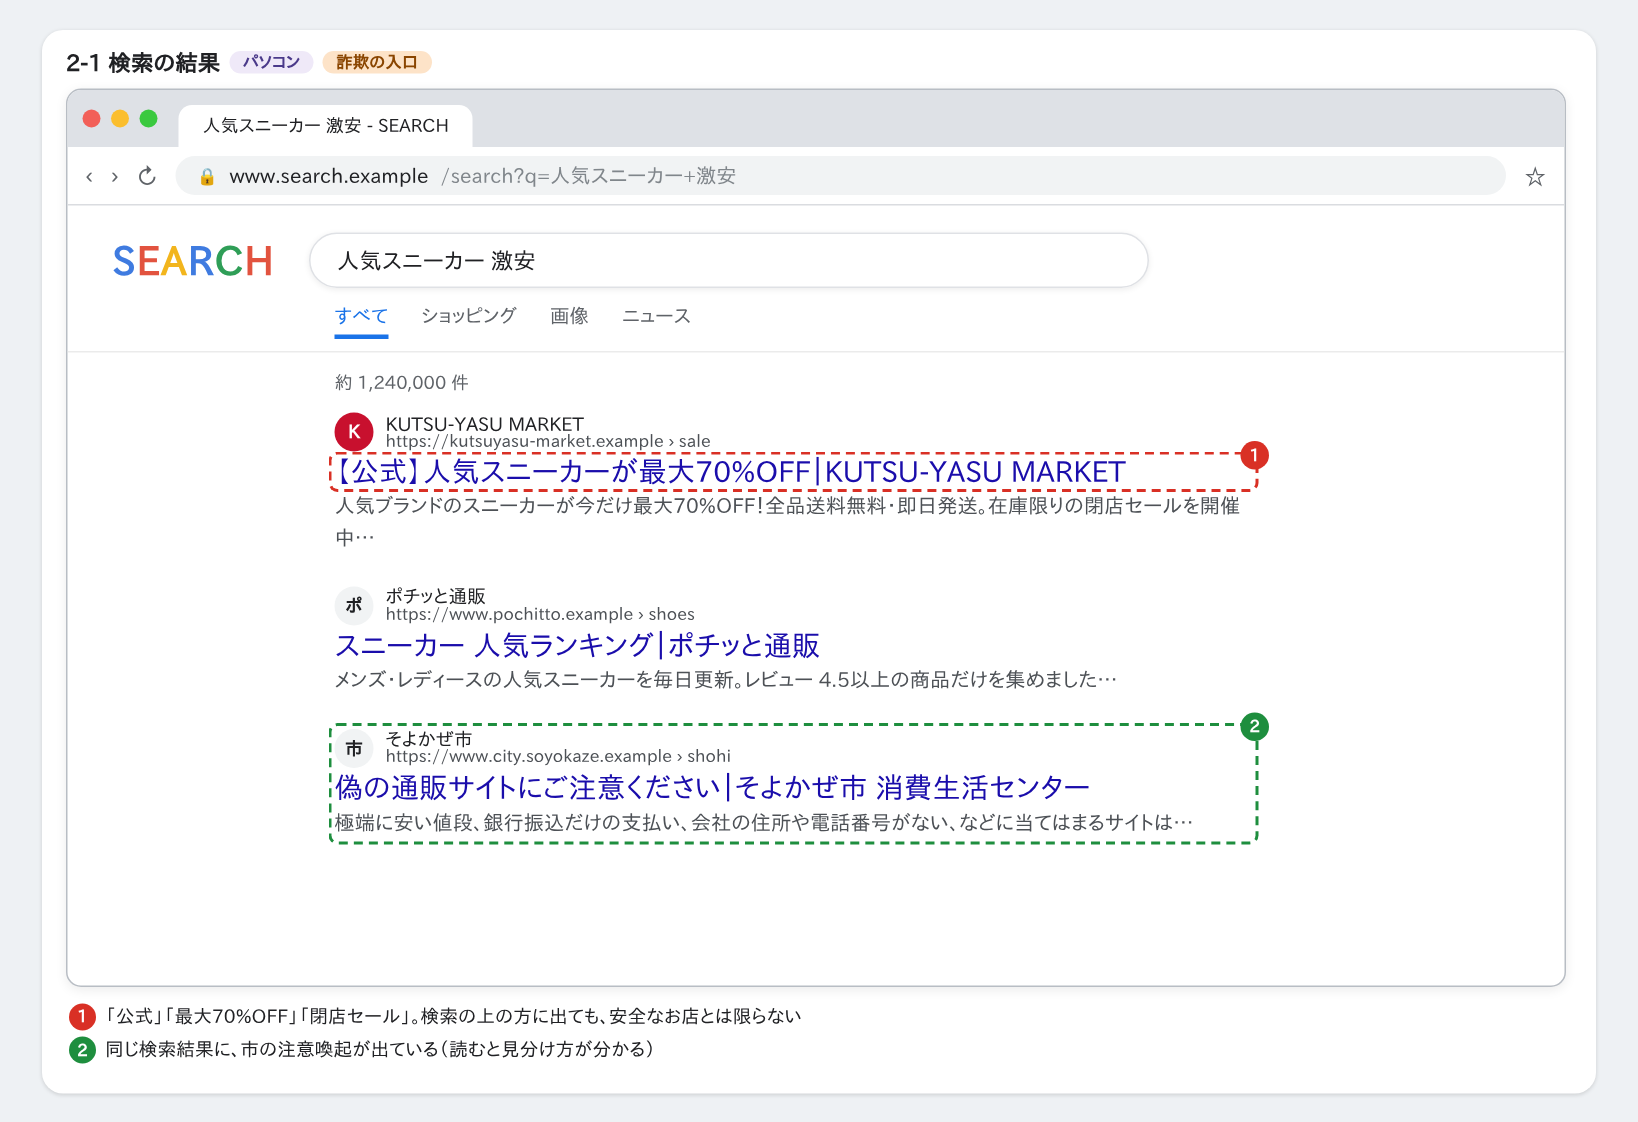 2-1 検索の結果 パソコン 詐欺の入口
人気スニーカー 激安 - SEARCH
‹ › ↻ 🔒 www.search.example /search?q=人気スニーカー+激安 ☆
SEARCH 人気スニーカー 激安
すべて ショッピング 画像 ニュース
約 1,240,000 件
K KUTSU-YASU MARKET
https://kutsuyasu-market.example › sale
1
【公式】人気スニーカーが最大70%OFF|KUTSU-YASU MARKET
人気ブランドのスニーカーが今だけ最大70%OFF!全品送料無料・即日発送。在庫限りの閉店セールを開催
中…
ポ ポチッと通販
https://www.pochitto.example › shoes
スニーカー 人気ランキング|ポチッと通販
メンズ・レディースの人気スニーカーを毎日更新。レビュー 4.5以上の商品だけを集めました…
2
市 そよかぜ市
https://www.city.soyokaze.example › shohi
偽の通販サイトにご注意ください|そよかぜ市 消費生活センター
極端に安い値段、銀行振込だけの支払い、会社の住所や電話番号がない、などに当てはまるサイトは…
1 「公式」「最大70%OFF」「閉店セール」。検索の上の方に出ても、安全なお店とは限らない
2 同じ検索結果に、市の注意喚起が出ている(読むと見分け方が分かる)